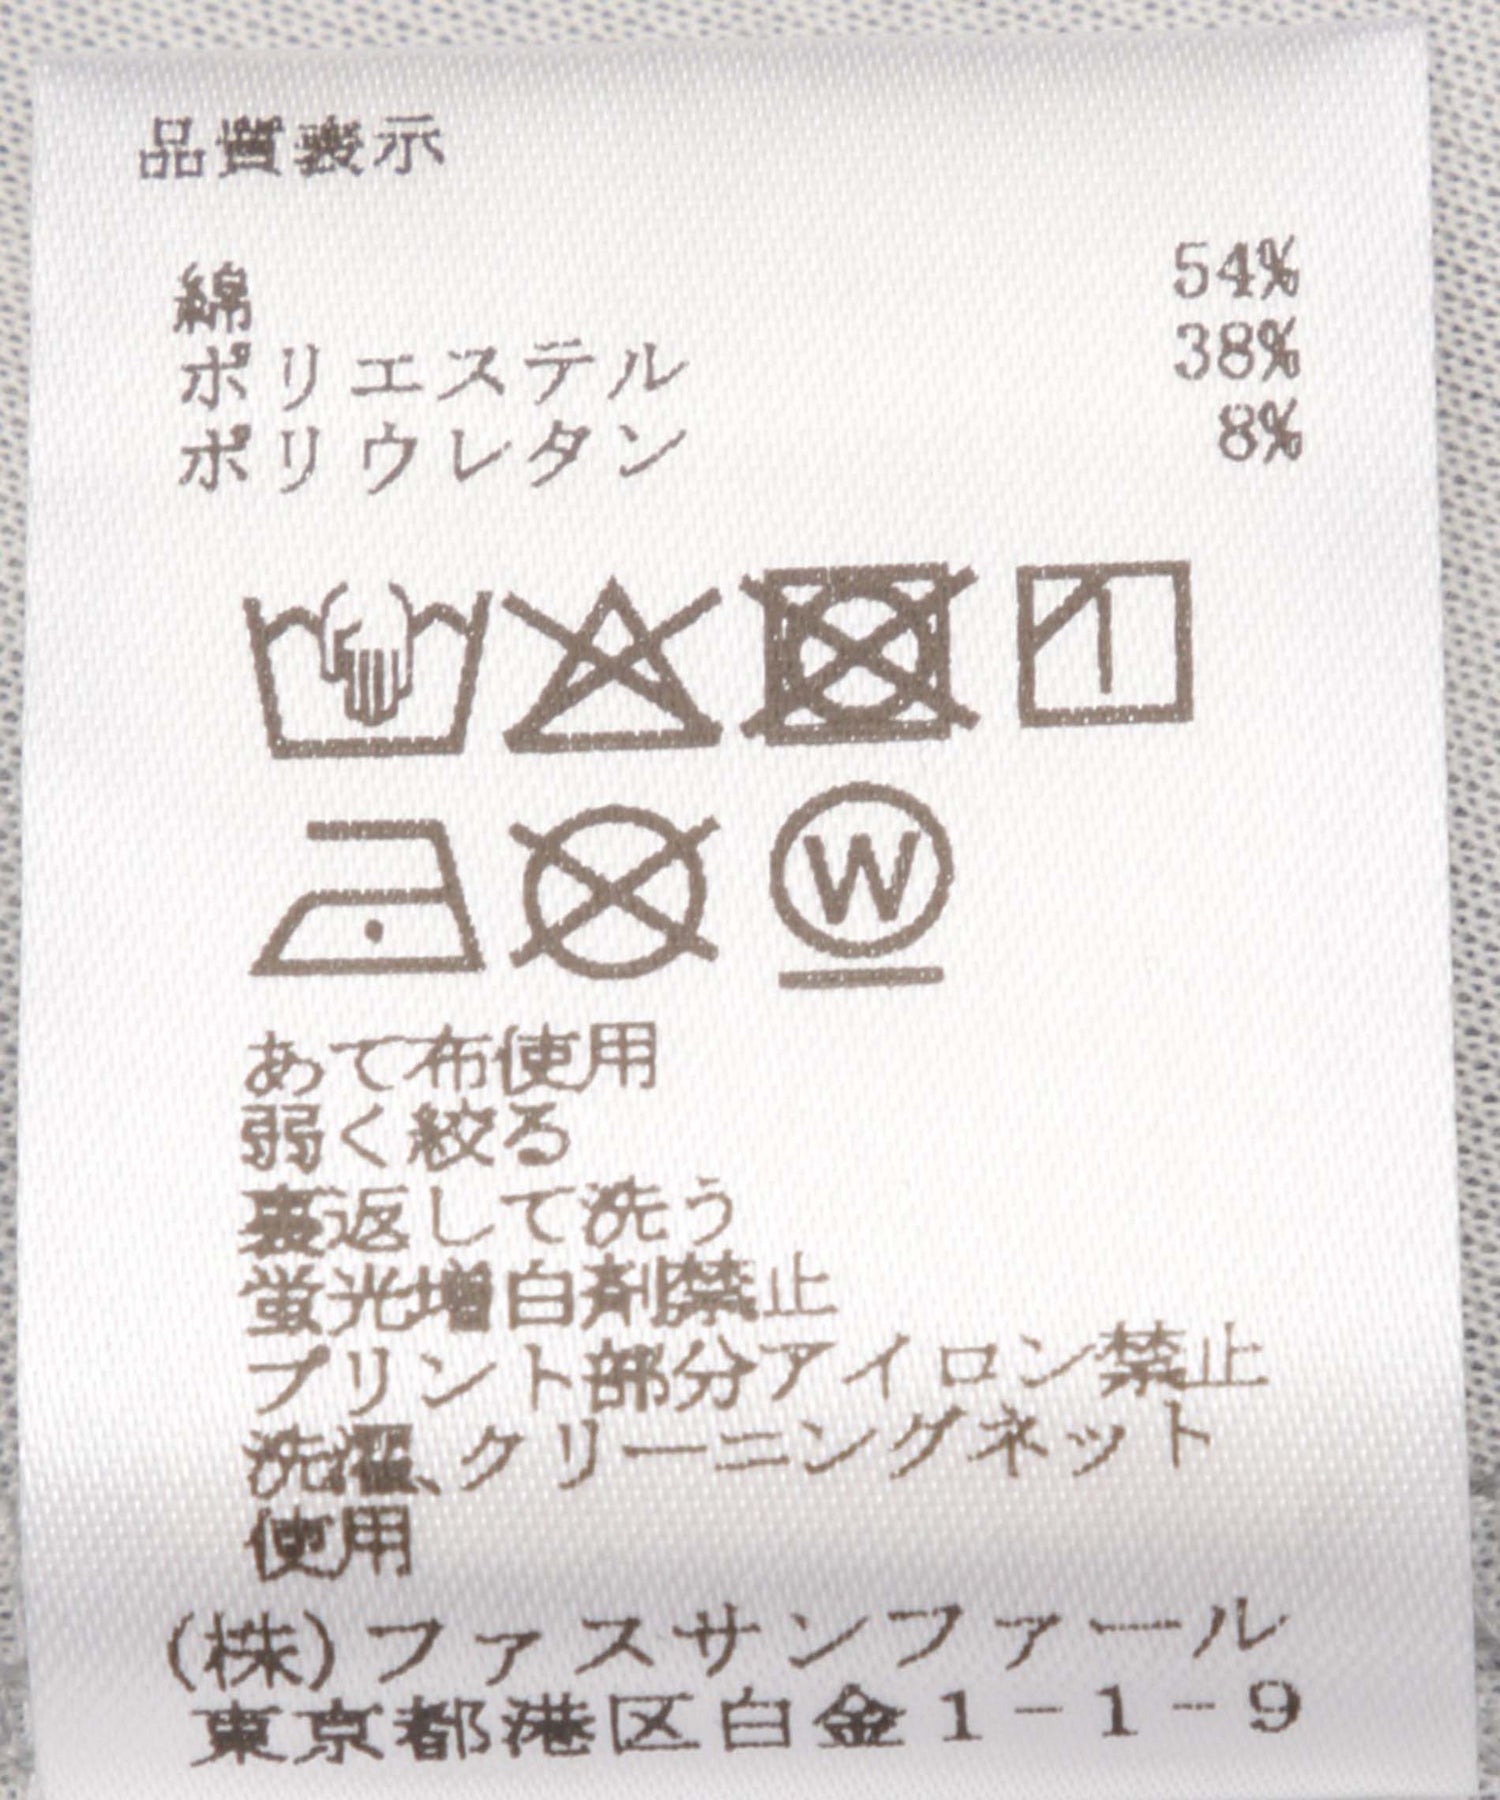 品質表示
綿 54%
ポリエステル 38%
ポリウレタン 8%
W
あて布使用
弱く絞る
裏返して洗う
蛍光増白剤禁止
プリント部分アイロン禁止
洗濯、クリーニングネット
使用
(株)ファスサンファール
東京都港区白金1-1-9